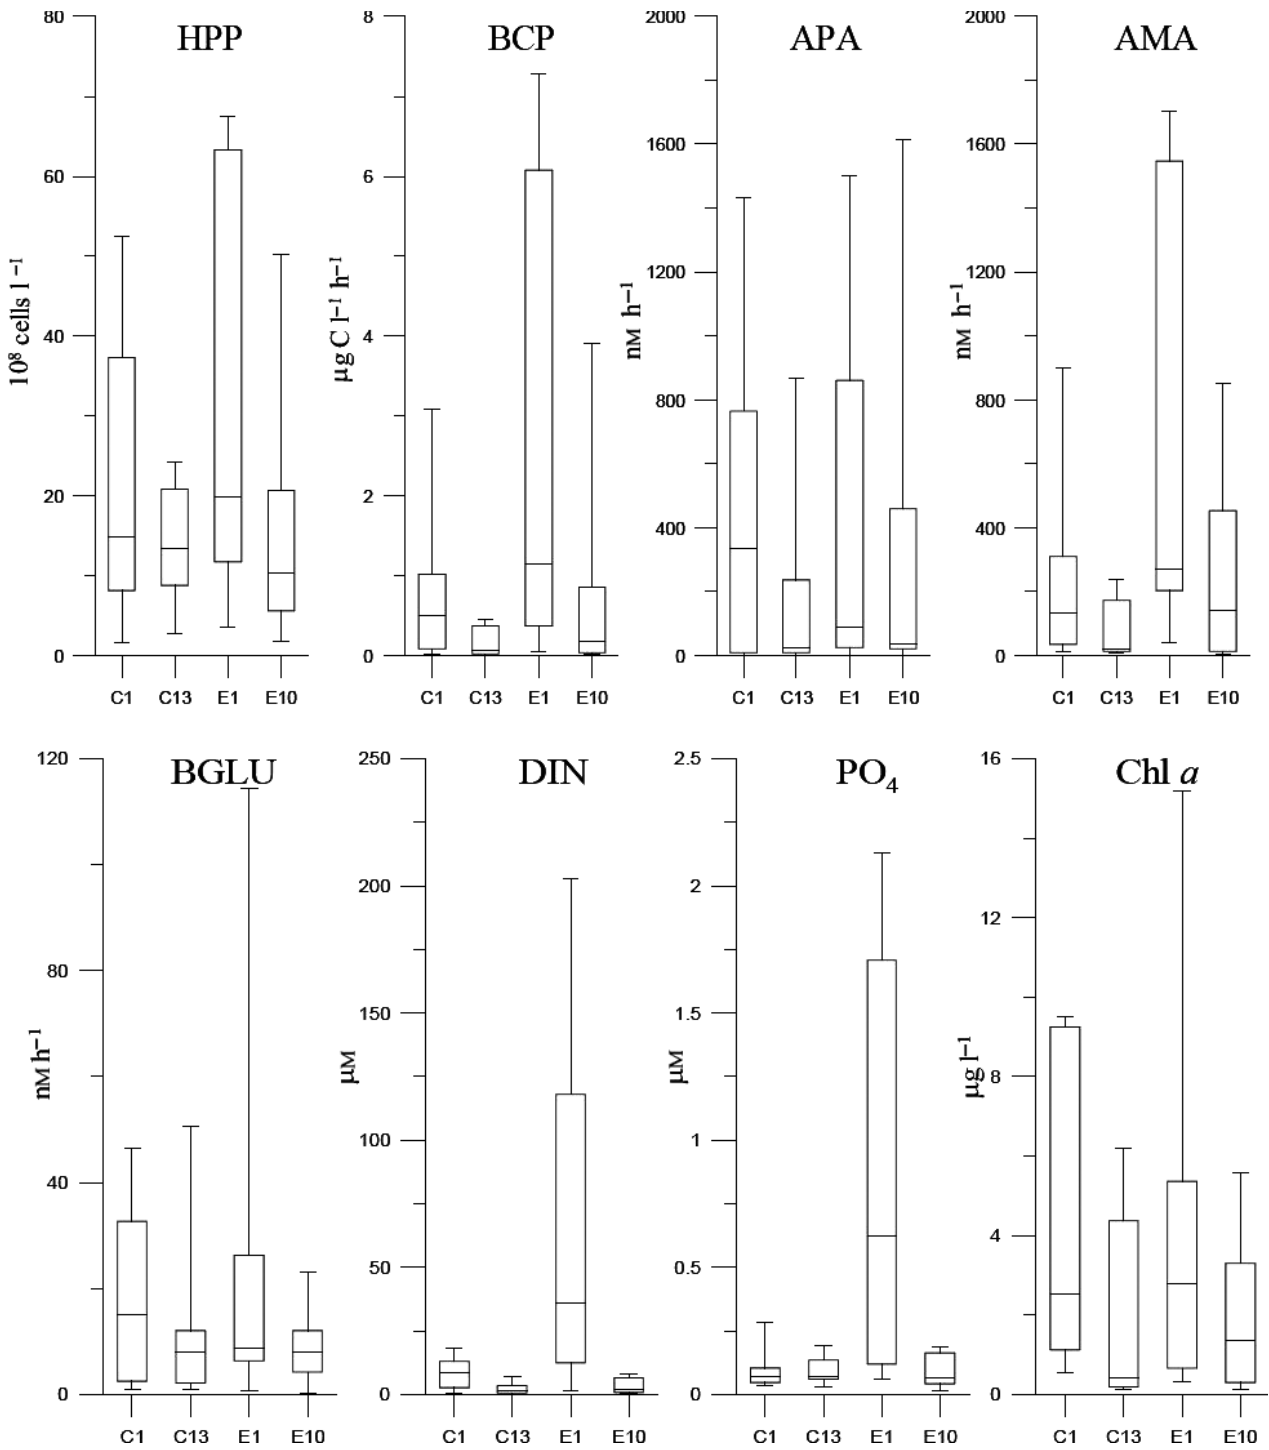 HPP
80
60
40
20
0
10⁸ cells l⁻¹
C1 C13 E1 E10
BCP
8
6
4
2
0
µg C l⁻¹ h⁻¹
C1 C13 E1 E10
APA
2000
1600
1200
800
400
0
nM h⁻¹
C1 C13 E1 E10
AMA
2000
1600
1200
800
400
0
nM h⁻¹
C1 C13 E1 E10
BGLU
120
80
40
0
nM h⁻¹
C1 C13 E1 E10
DIN
250
200
150
100
50
0
µM
C1 C13 E1 E10
PO₄
2.5
2
1.5
1
0.5
0
µM
C1 C13 E1 E10
Chl a
16
12
8
4
0
µg l⁻¹
C1 C13 E1 E10